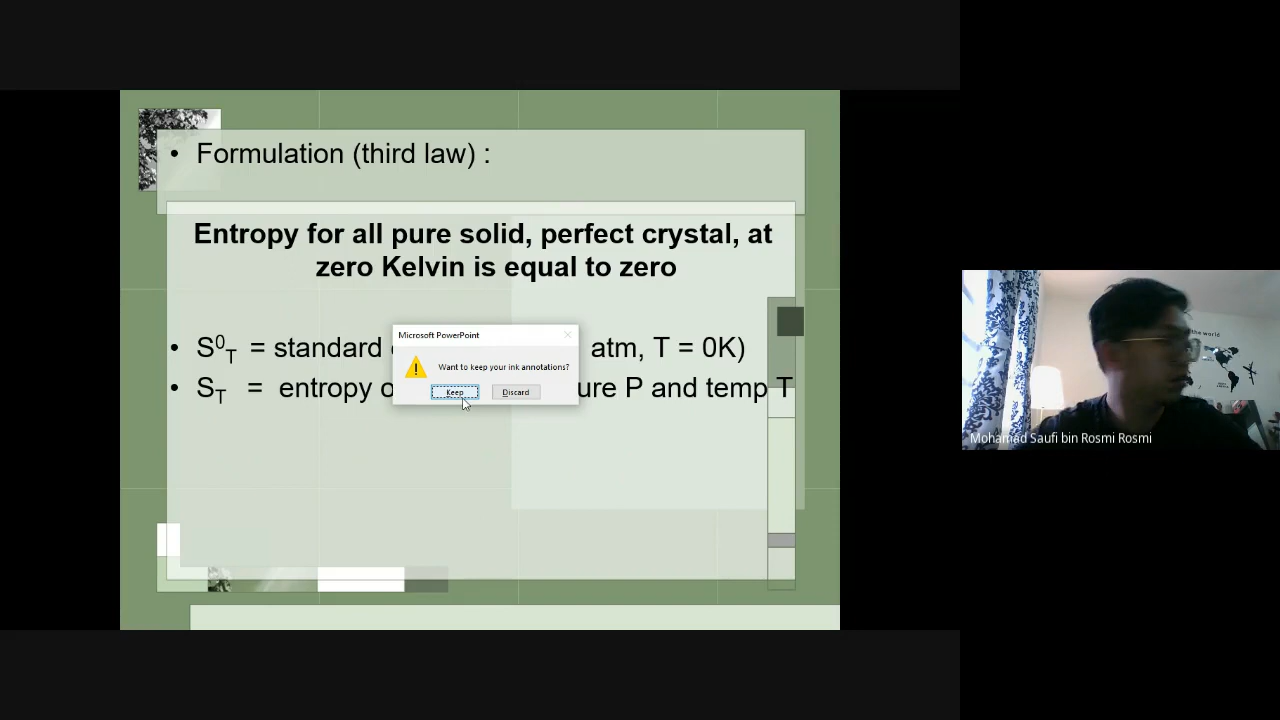 • Formulation (third law) :
Entropy for all pure solid, perfect crystal, at
zero Kelvin is equal to zero
• S⁰T = standard atm, T = 0K)
• ST = entropy ure P and temp T
Microsoft PowerPoint
Want to keep your ink annotations?
Keep Discard
the world
Mohamad Saufi bin Rosmi Rosmi